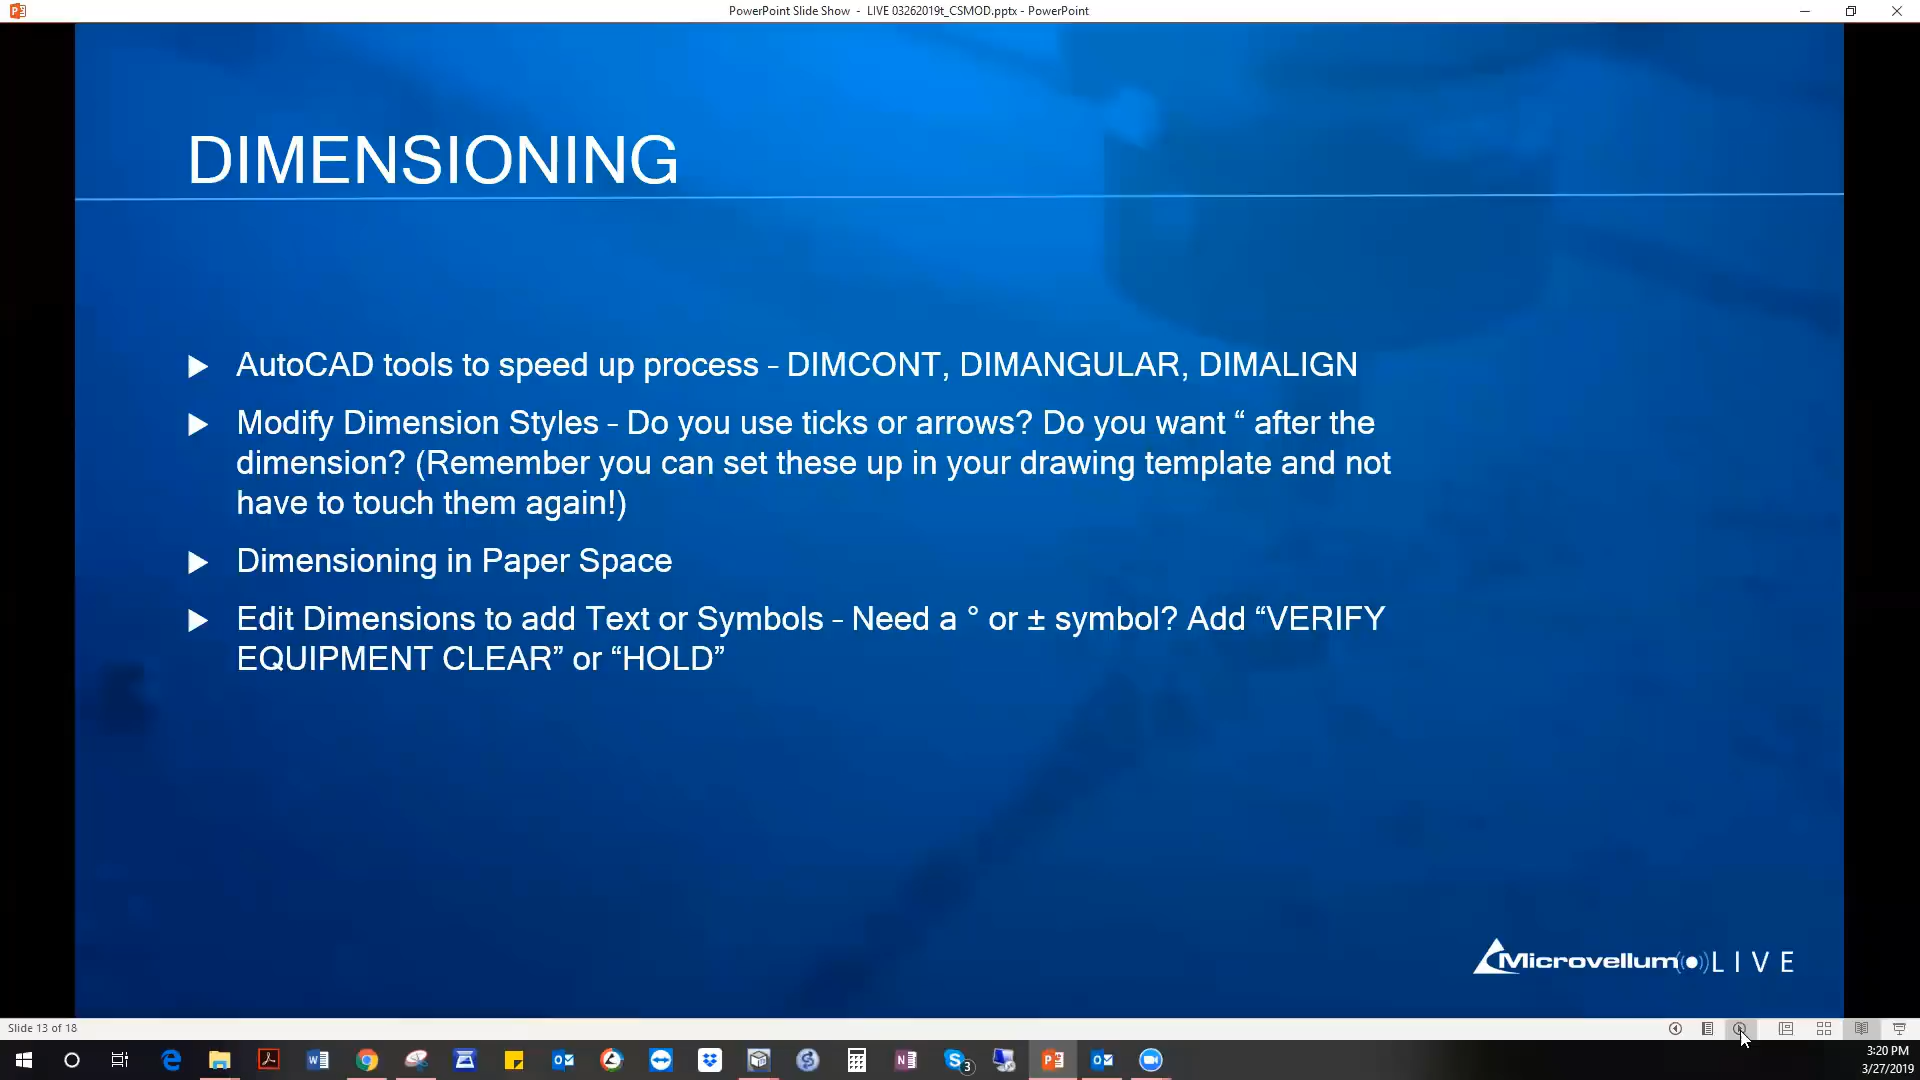 PowerPoint Slide Show - LIVE 03262019t_CSMOD.pptx - PowerPoint
DIMENSIONING
▶ AutoCAD tools to speed up process - DIMCONT, DIMANGULAR, DIMALIGN
▶ Modify Dimension Styles - Do you use ticks or arrows? Do you want “ after the
dimension? (Remember you can set these up in your drawing template and not
have to touch them again!)
▶ Dimensioning in Paper Space
▶ Edit Dimensions to add Text or Symbols - Need a ° or ± symbol? Add “VERIFY
EQUIPMENT CLEAR” or “HOLD”
Microvellum LIVE
Slide 13 of 18
3
3:20 PM
3/27/2019